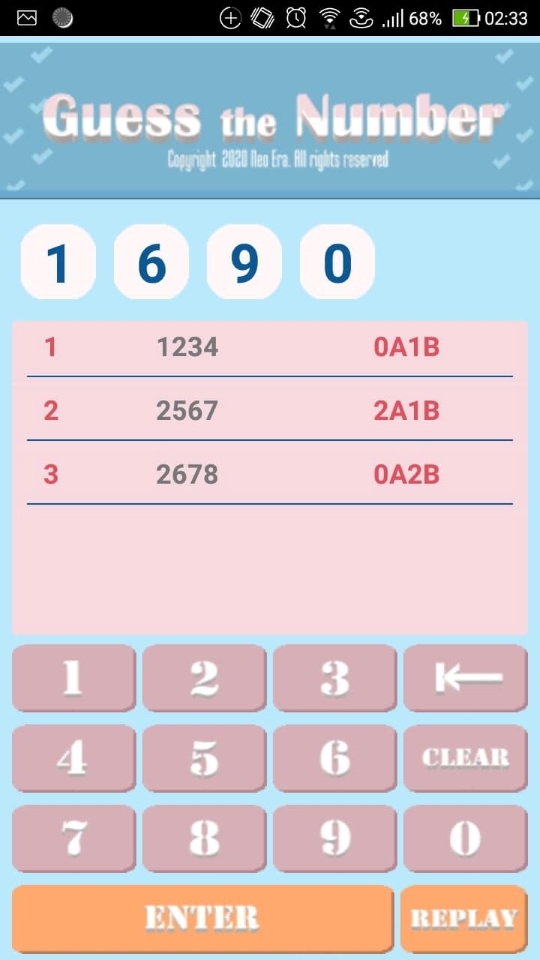 68% 02:33
Guess the Number
Copyright 2020 Neo Era. All rights reserved
1 6 9 0
1 1234 0A1B
2 2567 2A1B
3 2678 0A2B
1 2 3
4 5 6 CLEAR
7 8 9 0
ENTER REPLAY